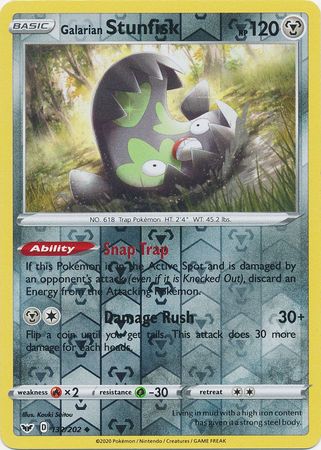 BASIC
Galarian Stunfisk HP 120
NO. 618 Trap Pokémon HT: 2'4" WT: 45.2 lbs.
Ability Snap Trap
If this Pokémon is in the Active Spot and is damaged by
an opponent's attack (even if it is Knocked Out), discard an
Energy from the Attacking Pokémon.
Damage Rush 30+
Flip a coin until you get tails. This attack does 30 more
damage for each heads.
weakness ×2 resistance -30 retreat
Illus. Kouki Saitou
D 132/202
Living in mud with a high iron content
has given it a strong steel body.
©2020 Pokémon / Nintendo / Creatures / GAME FREAK